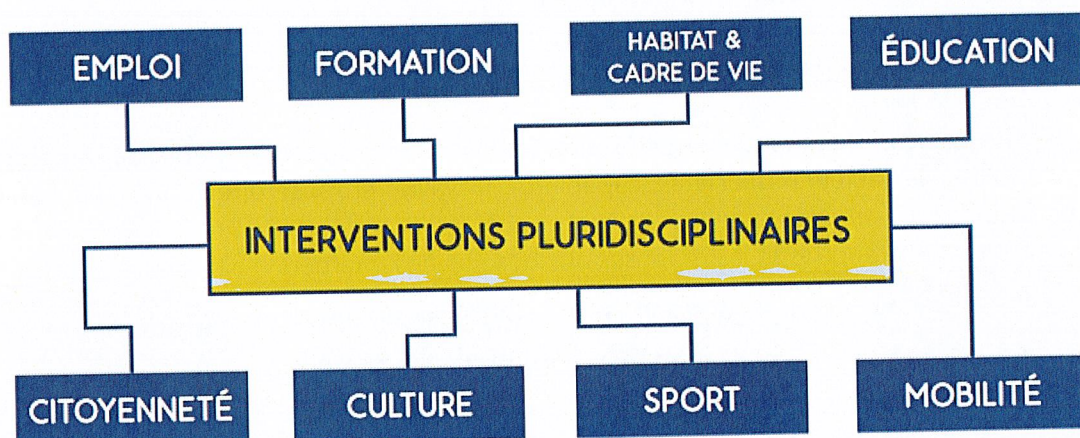 EMPLOI
FORMATION
HABITAT &
CADRE DE VIE
ÉDUCATION
INTERVENTIONS PLURIDISCIPLINAIRES
CITOYENNETÉ
CULTURE
SPORT
MOBILITÉ